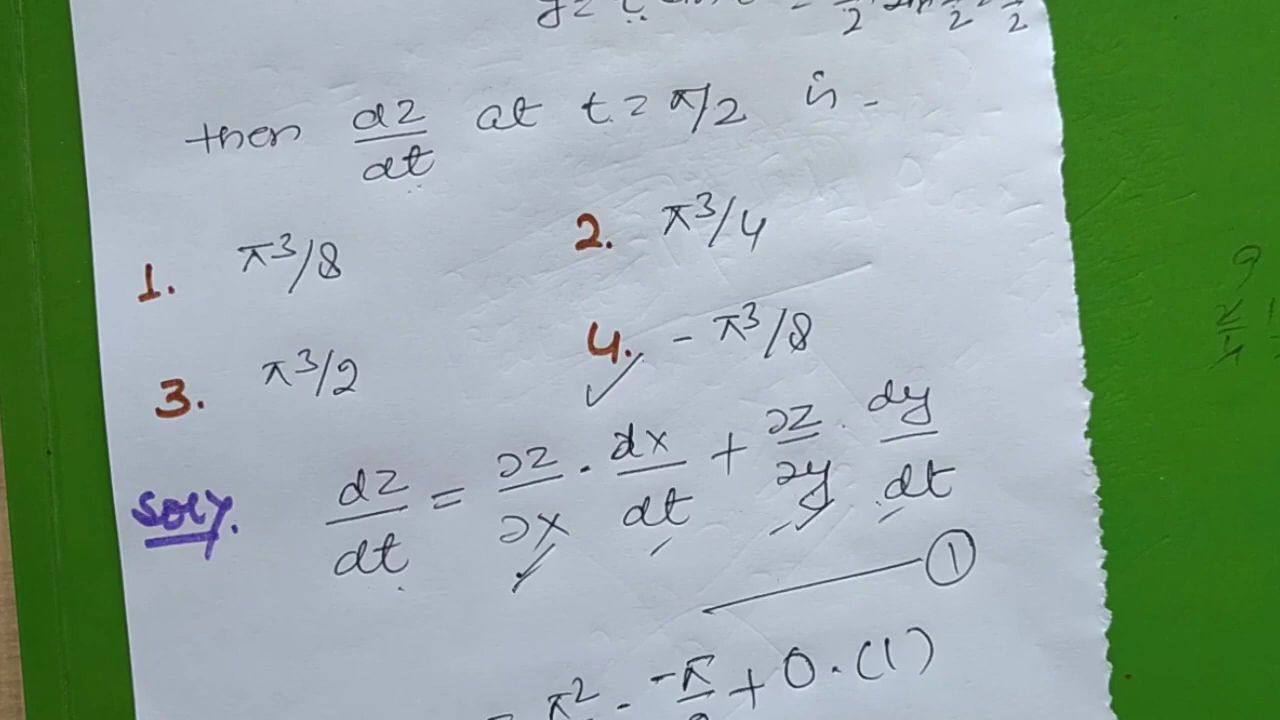 then dz/dt at t = π/2 is -
1. π³/8 2. π³/4
3. π³/2 4. - π³/8
Soln.
dz/dt = ∂z/∂x · dx/dt + ∂z/∂y · dy/dt
①
π² · -π + 0·(1)